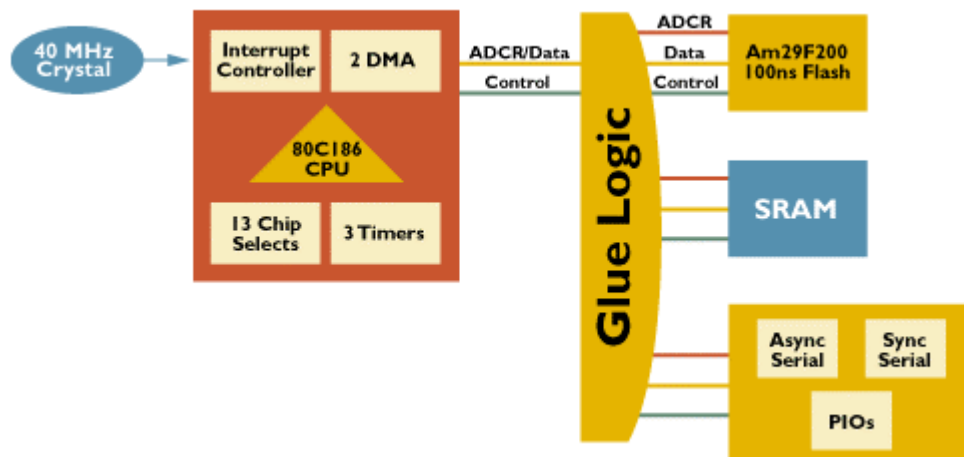 40 MHz
Crystal
Interrupt
Controller
2 DMA
80C186
CPU
13 Chip
Selects
3 Timers
ADCR/Data
Control
Glue Logic
ADCR
Data
Control
Am29F200
100ns Flash
SRAM
Async
Serial
Sync
Serial
PIOs